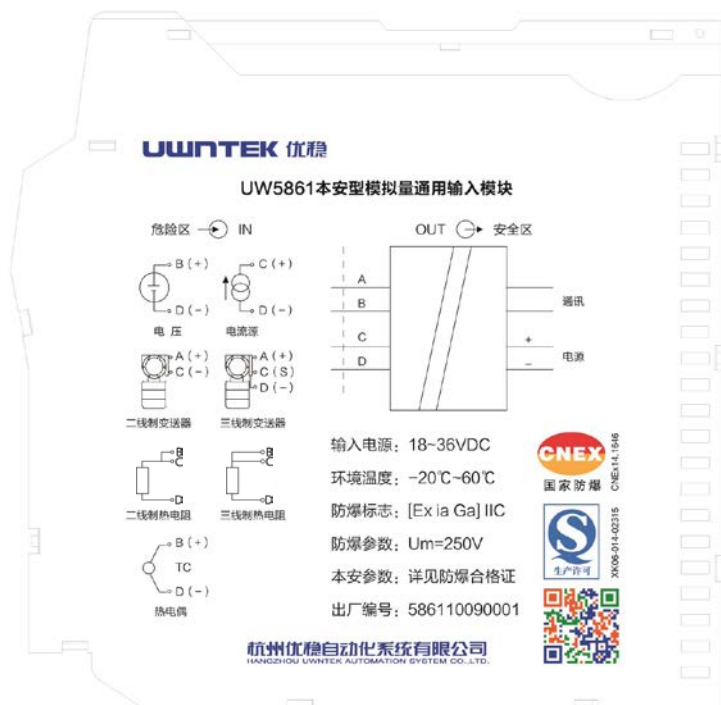 UWNTEK 优稳
UW5861本安型模拟量通用输入模块
危险区 IN
OUT 安全区
B(+)
D(-)
电 压
C(+)
D(-)
电流源
A
B
C
D
通讯
+
电源
-
A(+)
C(-)
二线制变送器
A(+)
C(S)
D(-)
三线制变送器
B
C
D
二线制热电阻
B
C
D
三线制热电阻
B(+)
TC
D(-)
热电偶
输入电源：18~36VDC
环境温度：-20℃~60℃
防爆标志：[Ex ia Ga] IIC
防爆参数：Um=250V
本安参数：详见防爆合格证
出厂编号：586110090001
CNEX
国家防爆
CNEx14.1646
生产许可
XK06-014-02315
杭州优稳自动化系统有限公司
HANGZHOU UWNTEK AUTOMATION SYSTEM CO.,LTD.